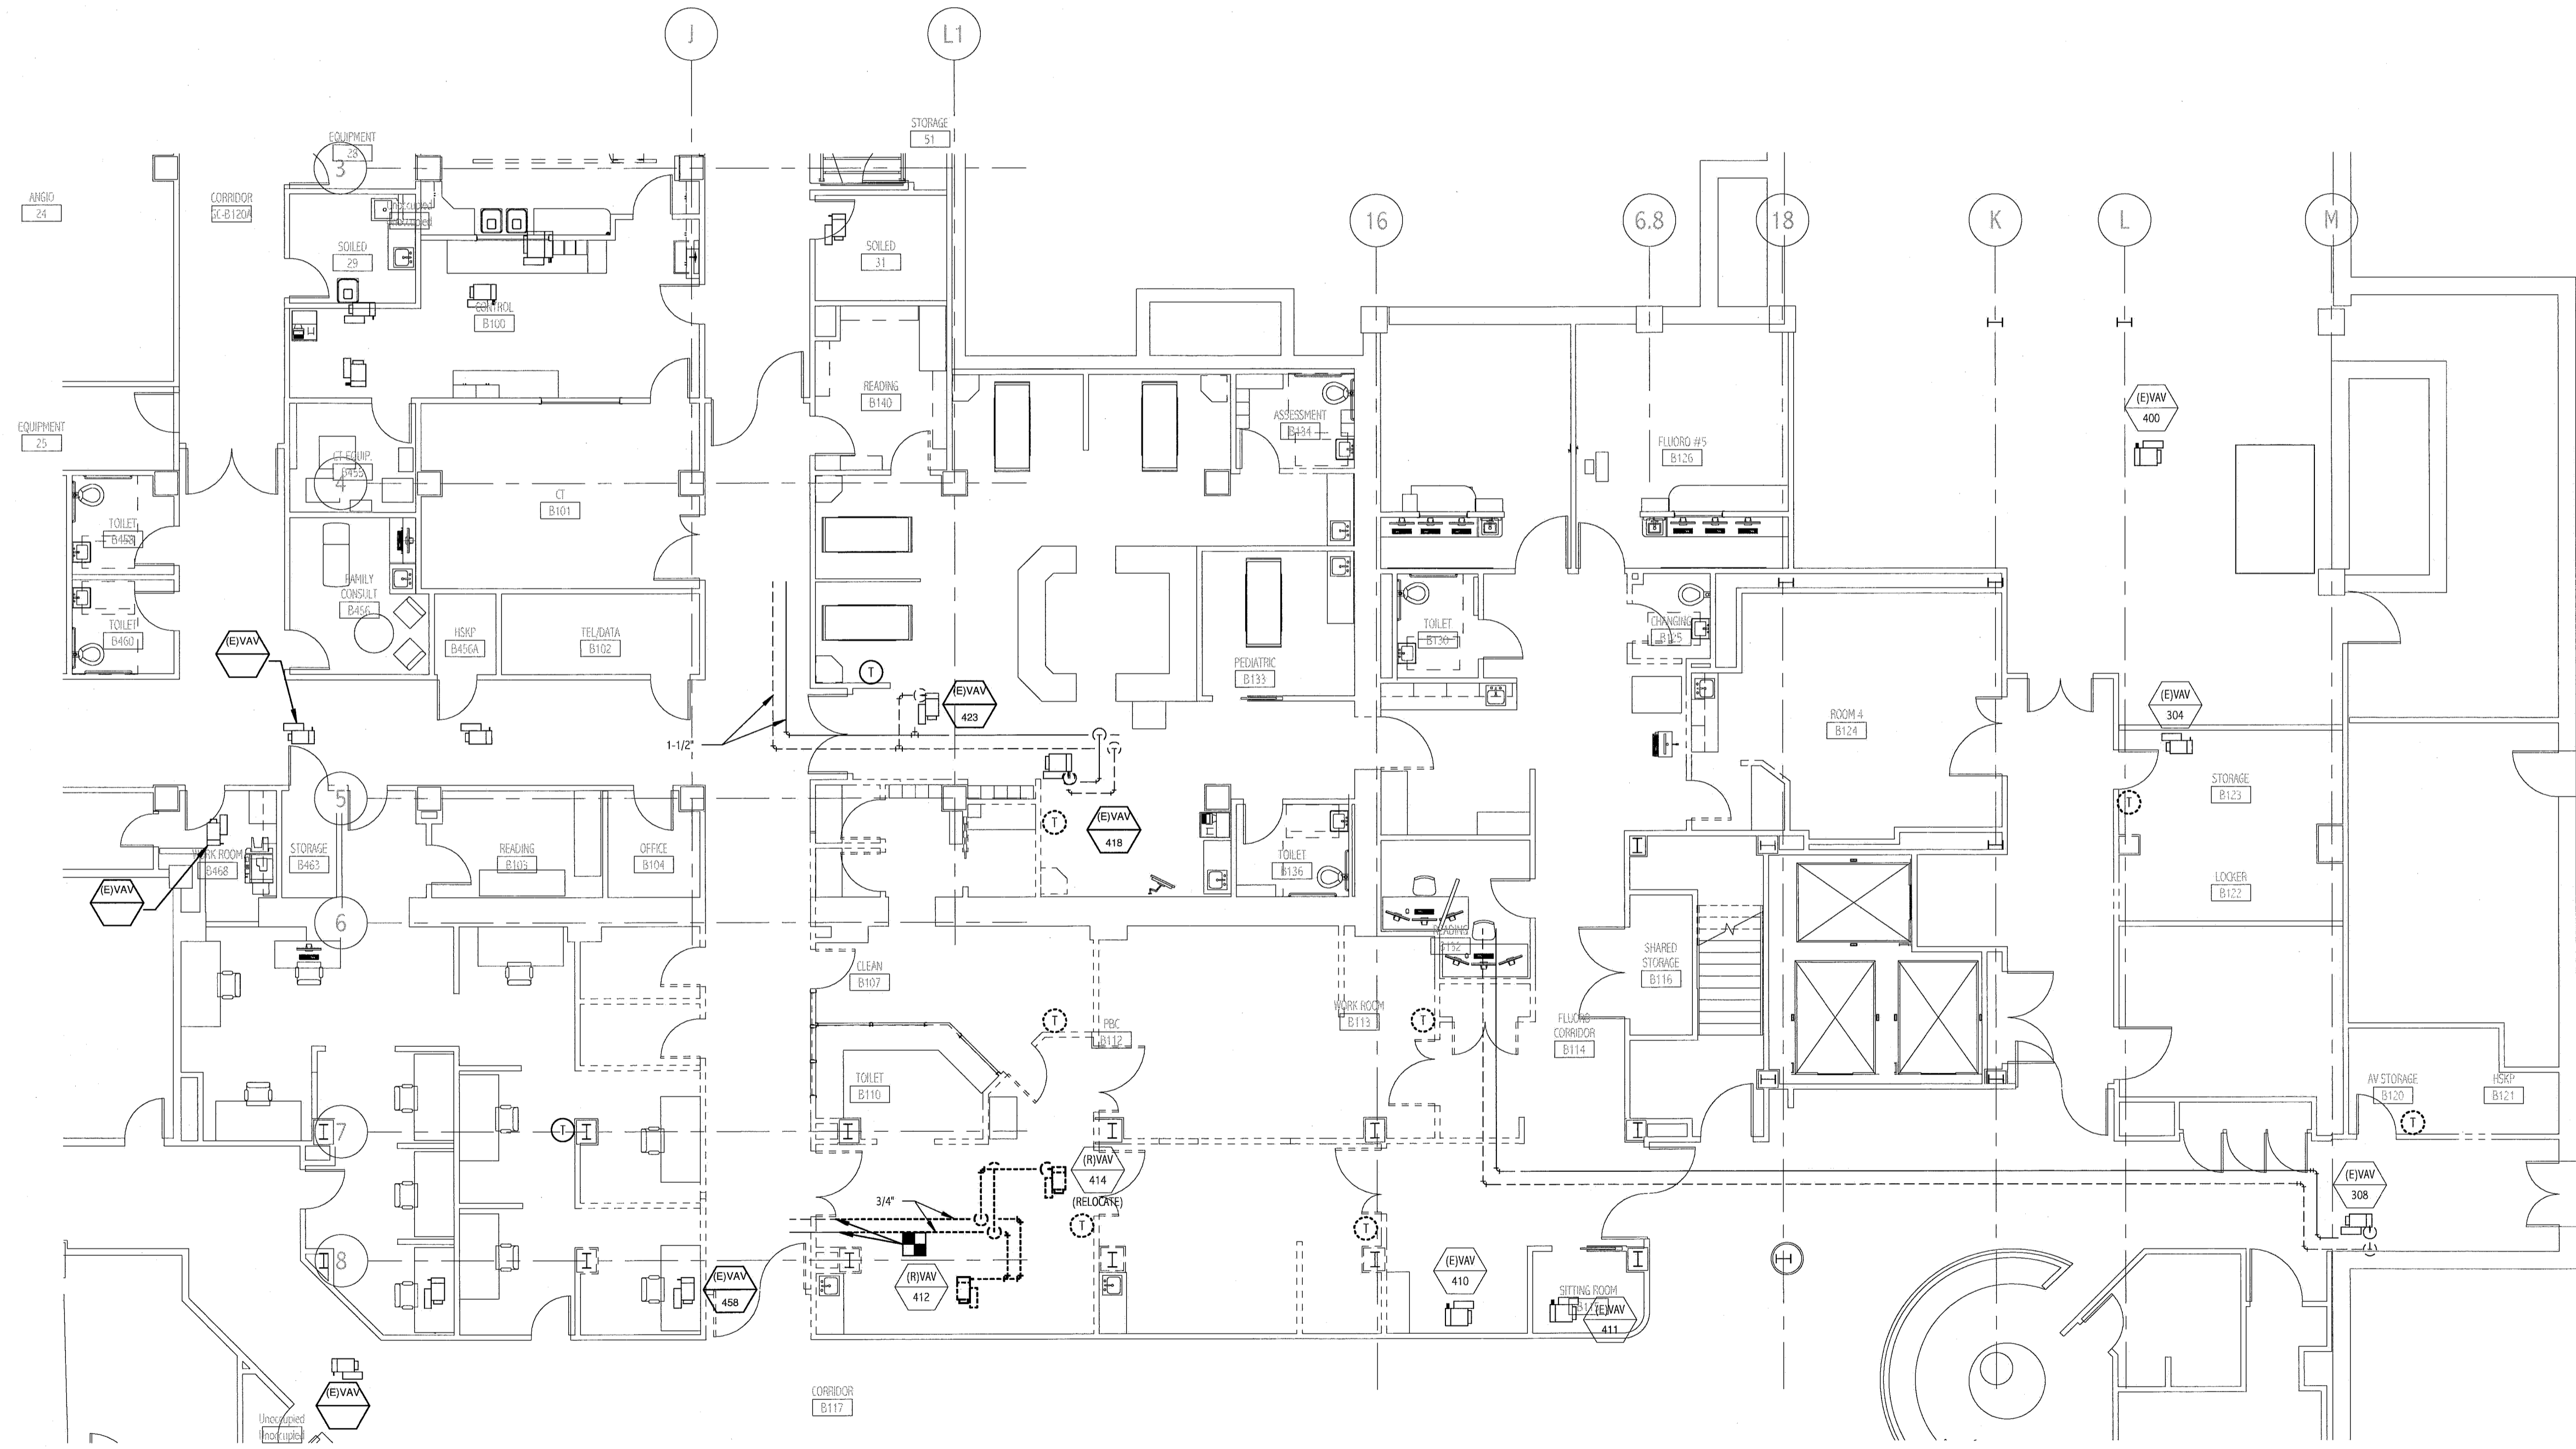 J
L1
STORAGE
51
EQUIPMENT
28
3
ANGIO
24
CORRIDOR
SC-B120A
Unoccupied
Unoccupied
16
6.8
18
K
L
M
SOILED
29
SOILED
31
CONTROL
B100
READING
B140
(E)VAV
400
EQUIPMENT
25
ASSESSMENT
B134
FLUORO #5
B126
CT EQUIP.
B455
4
CT
B101
TOILET
B458
FAMILY
CONSULT
B456
TOILET
B460
HSKP
B456A
TEL/DATA
B102
(E)VAV
T
PEDIATRIC
B133
TOILET
B130
CHANGING
B125
(E)VAV
423
1-1/2"
ROOM 4
B124
(E)VAV
304
STORAGE
B123
T
5
T
(E)VAV
418
WORK ROOM
B468
STORAGE
B463
READING
B103
OFFICE
B104
TOILET
B136
LOCKER
B122
(E)VAV
6
READING
B132
SHARED
STORAGE
B116
CLEAN
B107
T
PBC
B112
WORK ROOM
B113
T
FLUORO
CORRIDOR
B114
TOILET
B110
AV STORAGE
B120
HSKP
B121
T
7
T
(R)VAV
414
(RELOCATE)
3/4"
T
T
(E)VAV
308
8
(E)VAV
458
(R)VAV
412
(E)VAV
410
SITTING ROOM
(E)VAV
411
(E)VAV
CORRIDOR
B117
Unoccupied
Unoccupied